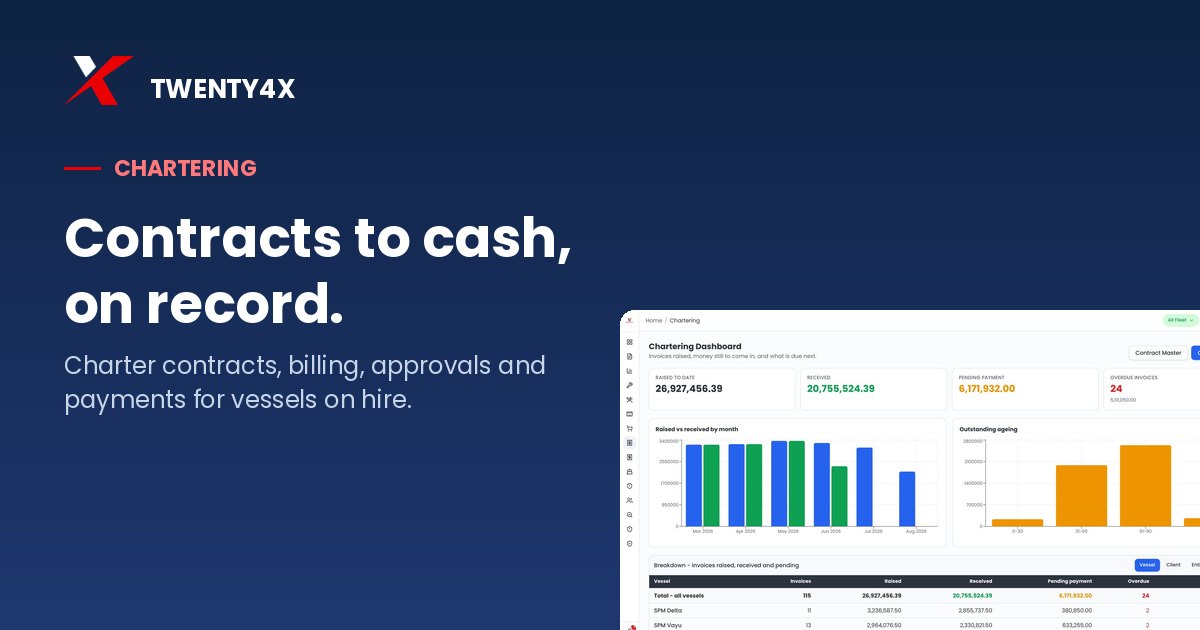 TWENTY4X
CHARTERING
Contracts to cash,
on record.
Charter contracts, billing, approvals and
payments for vessels on hire.
Home / Chartering
All Fleet
Chartering Dashboard
Invoices raised, money still to come in, and what is due next.
Contract Master
RAISED TO DATE
26,927,456.39
RECEIVED
20,755,524.39
PENDING PAYMENT
6,171,932.00
OVERDUE INVOICES
24
Raised vs received by month
3400000
2550000
1700000
850000
0
Mar 2026 Apr 2026 May 2026 Jun 2026 Jul 2026 Aug 2026
Outstanding ageing
2800000
2100000
1400000
700000
0
0-30 31-60 61-90
Breakdown - invoices raised, received and pending
Vessel Client
Vessel Invoices Raised Received Pending payment Overdue
Total - all vessels 115 26,927,456.39 20,755,524.39 6,171,932.00 24
SPM Delta 11 3,236,587.50 2,855,737.50 380,850.00 2
SPM Vayu 13 2,964,076.50 2,330,821.50 633,255.00 2